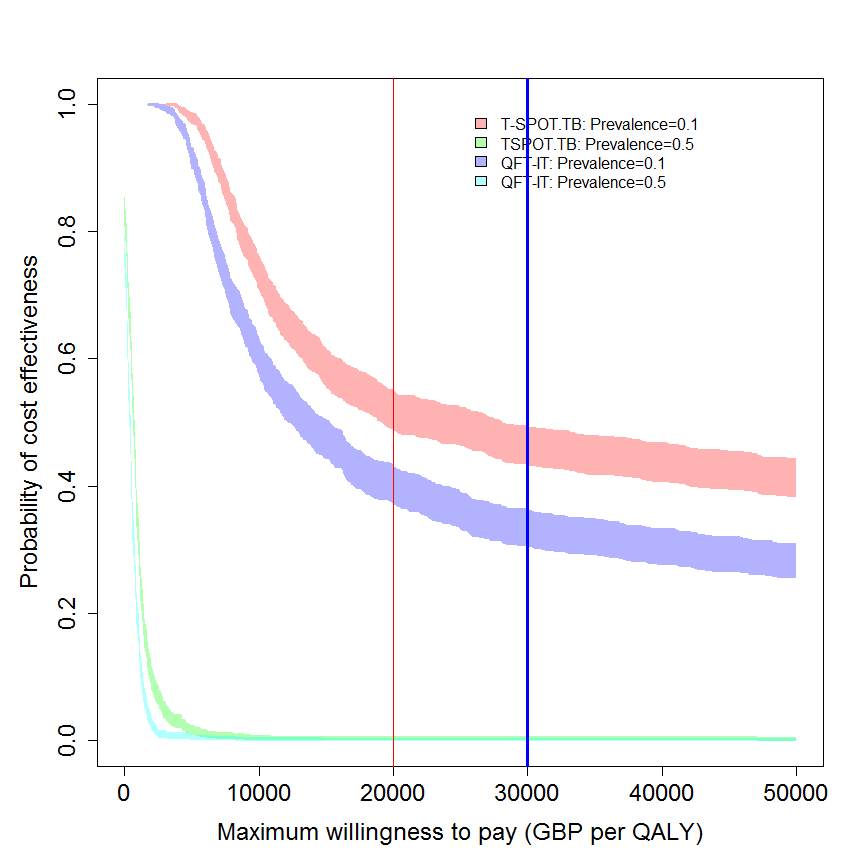 T-SPOT.TB: Prevalence=0.1
TSPOT.TB: Prevalence=0.5
QFT-IT: Prevalence=0.1
QFT-IT: Prevalence=0.5
Probability of cost effectiveness
1.0
0.8
0.6
0.4
0.2
0.0
0 10000 20000 30000 40000 50000
Maximum willingness to pay (GBP per QALY)